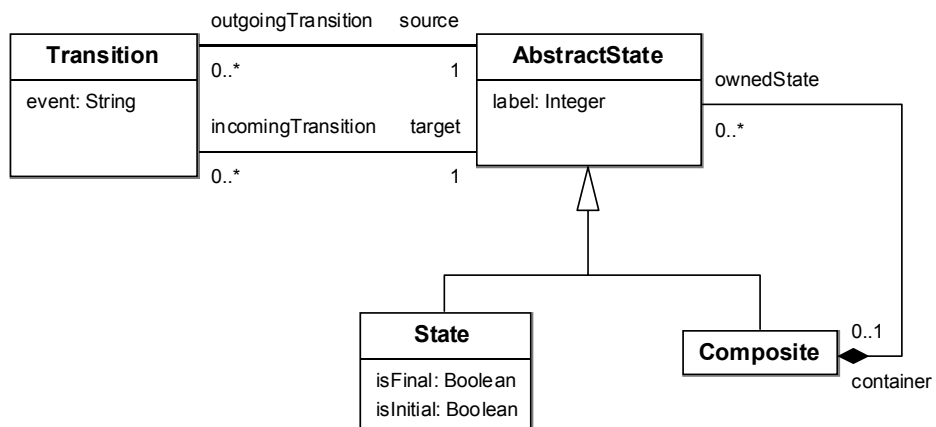 outgoingTransition source
Transition
AbstractState
0..* 1
ownedState
event: String
label: Integer
incomingTransition target
0..*
0..* 1
State
0..1
Composite
isFinal: Boolean
container
isInitial: Boolean